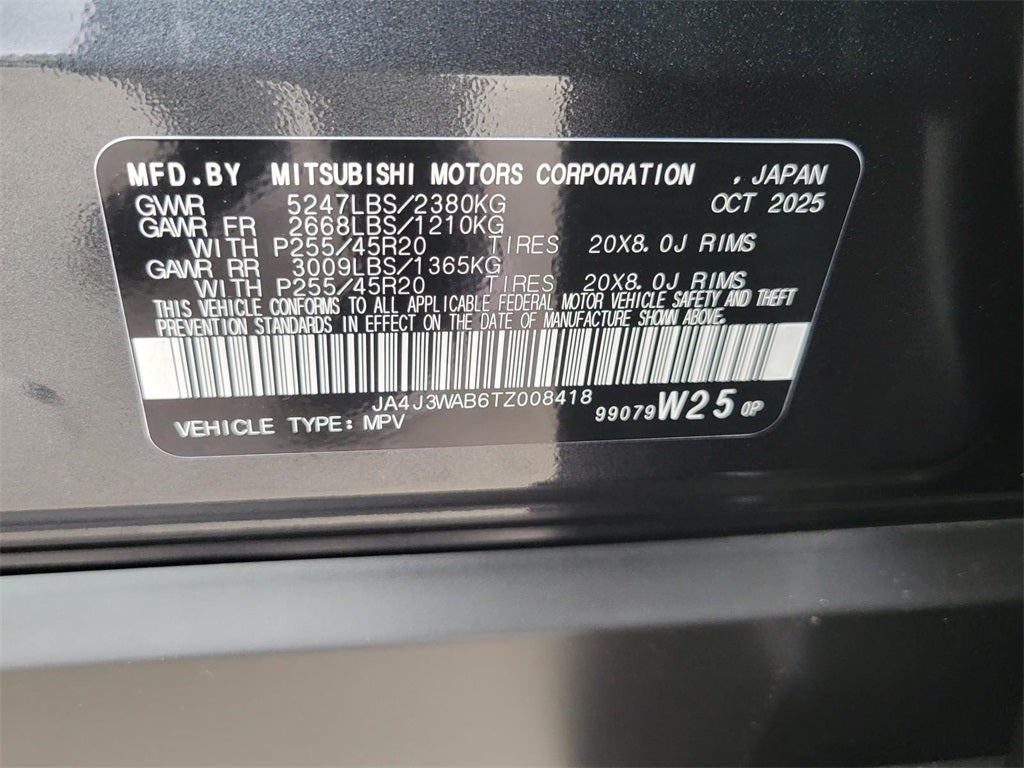 MFD.BY MITSUBISHI MOTORS CORPORATION , JAPAN
GVWR 5247LBS/2380KG OCT 2025
GAWR FR 2668LBS/1210KG
WITH P255/45R20 TIRES 20X8.0J RIMS
GAWR RR 3009LBS/1365KG
WITH P255/45R20 TIRES 20X8.0J RIMS
THIS VEHICLE CONFORMS TO ALL APPLICABLE FEDERAL MOTOR VEHICLE SAFETY AND THEFT
PREVENTION STANDARDS IN EFFECT ON THE DATE OF MANUFACTURE SHOWN ABOVE.
JA4J3WAB6TZ008418
VEHICLE TYPE: MPV 99079W25 0P